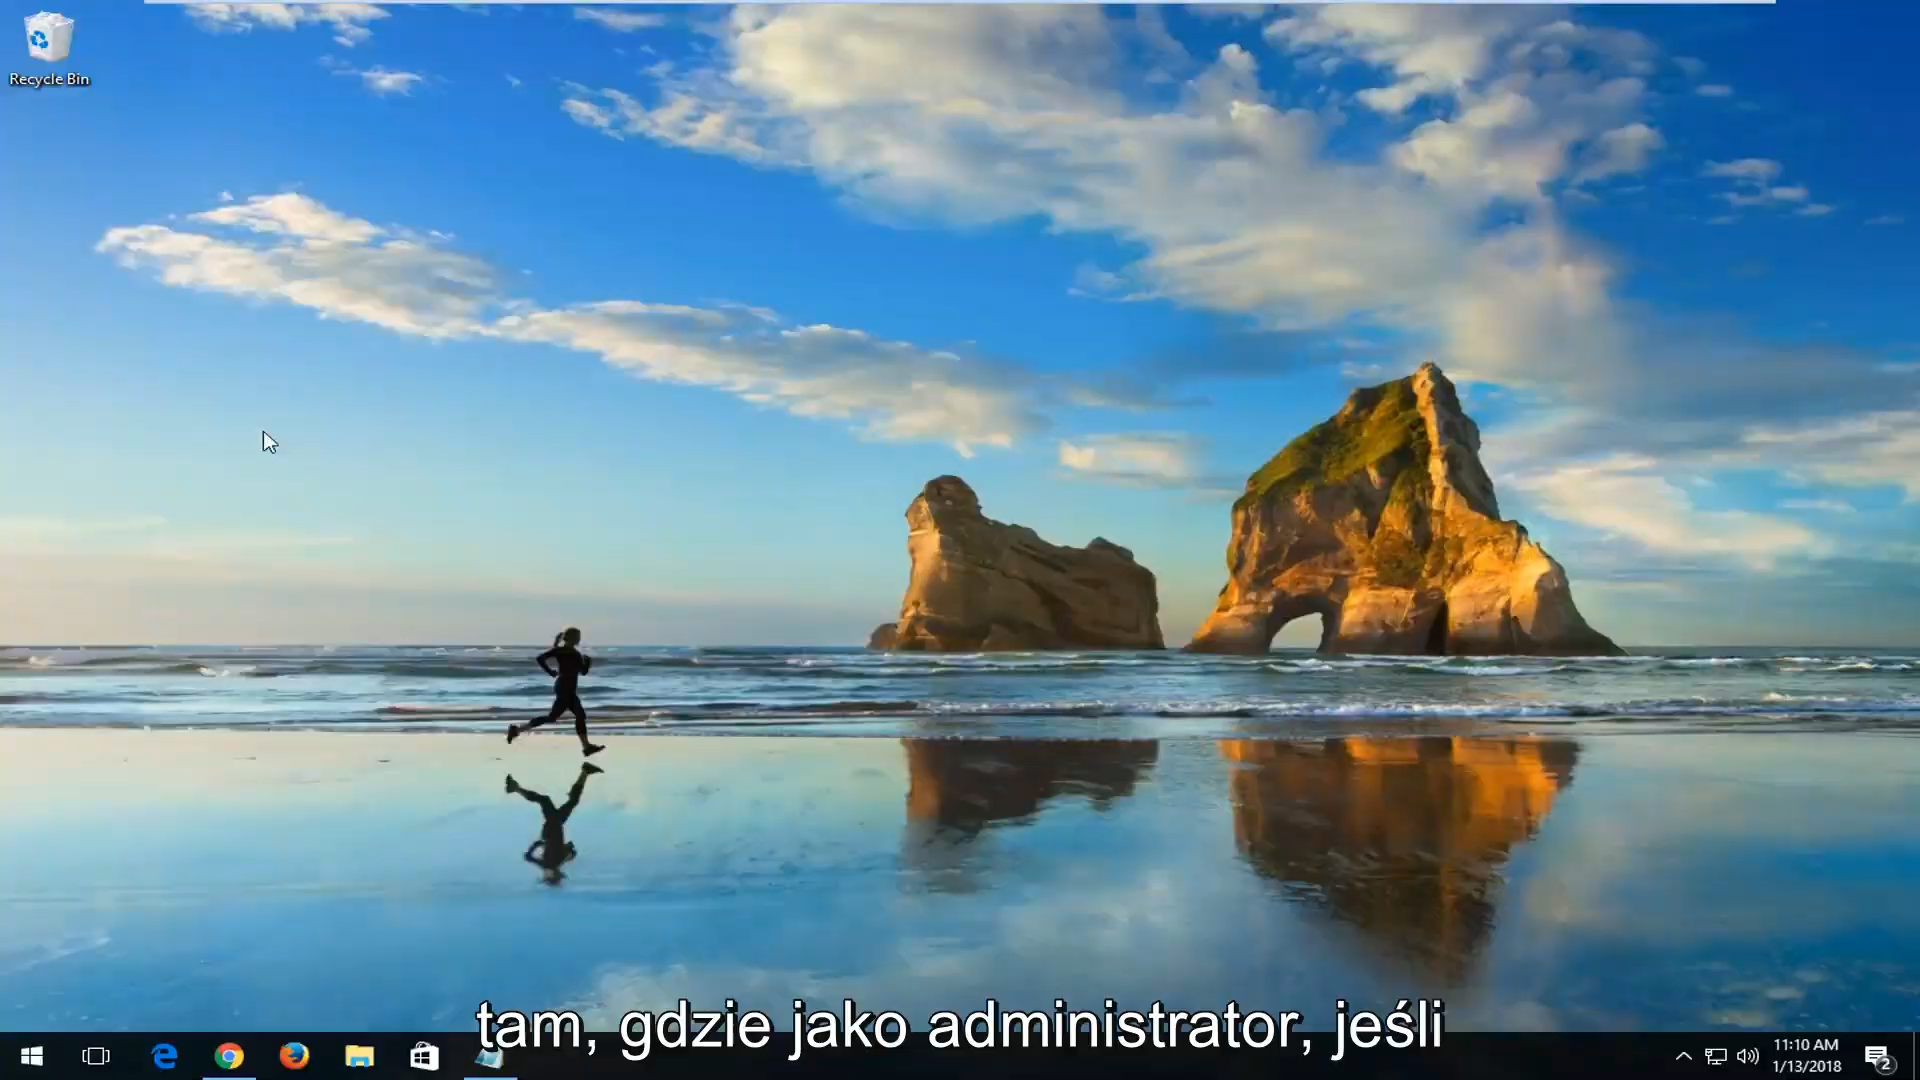 Recycle Bin
tam, gdzie jako administrator, jeśli
11:10 AM
1/13/2018
2